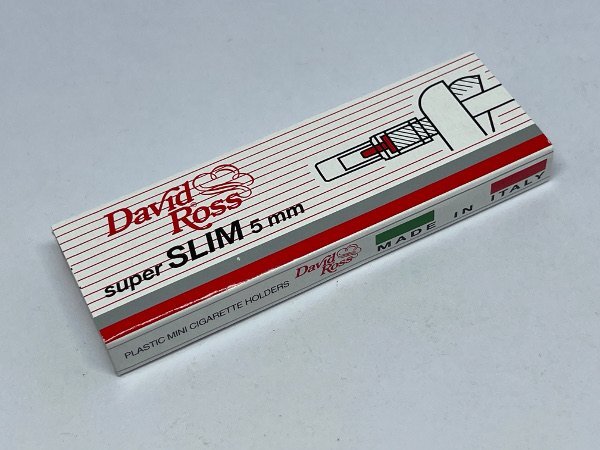 David
Ross
super SLIM 5 mm
PLASTIC MINI CIGARETTE HOLDERS
David
Ross
MADE IN ITALY